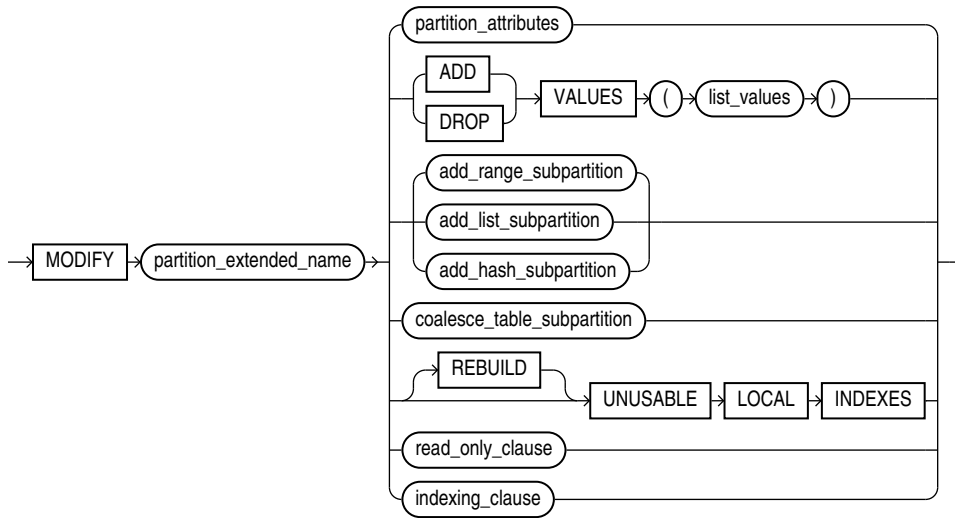 partition_attributes
ADD
DROP
VALUES ( list_values )
add_range_subpartition
add_list_subpartition
add_hash_subpartition
MODIFY partition_extended_name
coalesce_table_subpartition
REBUILD
UNUSABLE LOCAL INDEXES
read_only_clause
indexing_clause